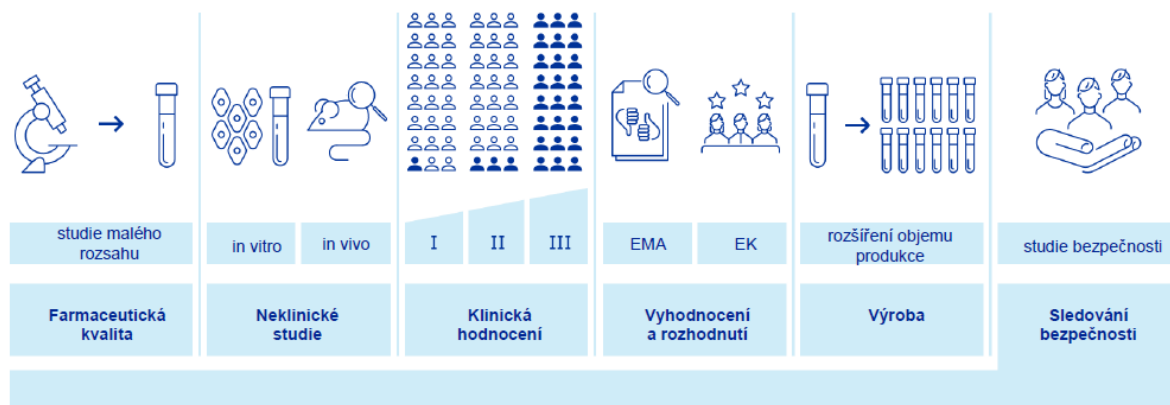 studie malého
rozsahu
in vitro
in vivo
I
II
III
EMA
EK
rozšíření objemu
produkce
studie bezpečnosti
Farmaceutická
kvalita
Neklinické
studie
Klinická
hodnocení
Vyhodnocení
a rozhodnutí
Výroba
Sledování
bezpečnosti